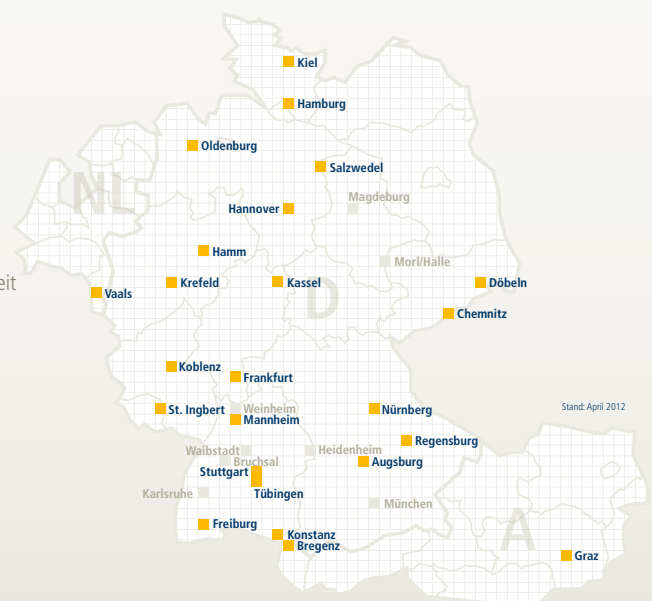 Kiel
Hamburg
Oldenburg
Salzwedel
NL
Magdeburg
Hannover
Hamm
Morl/Halle
eit
Krefeld
Kassel
Döbeln
Vaals
D
Chemnitz
Koblenz
Frankfurt
St. Ingbert
Weinheim
Nürnberg
Stand: April 2012
Mannheim
Regensburg
Waibstadt
Heidenheim
Bruchsal
Augsburg
Stuttgart
Karlsruhe
Tübingen
München
Freiburg
A
Konstanz
Bregenz
Graz